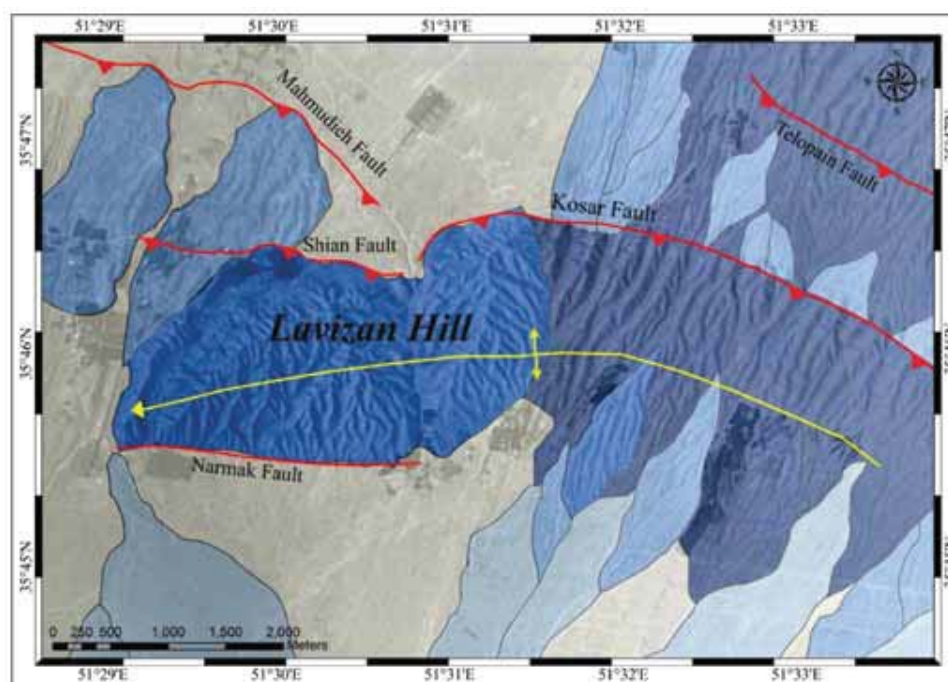 51°29'E 51°30'E 51°31'E 51°32'E 51°33'E
35°47'N
35°46'N
35°45'N
Mahmudich Fault
Telopain Fault
Kosar Fault
Shian Fault
Lavizan Hill
Narmak Fault
0 250 500 1,000 1,500 2,000
Meters
51°29'E 51°30'E 51°31'E 51°32'E 51°33'E